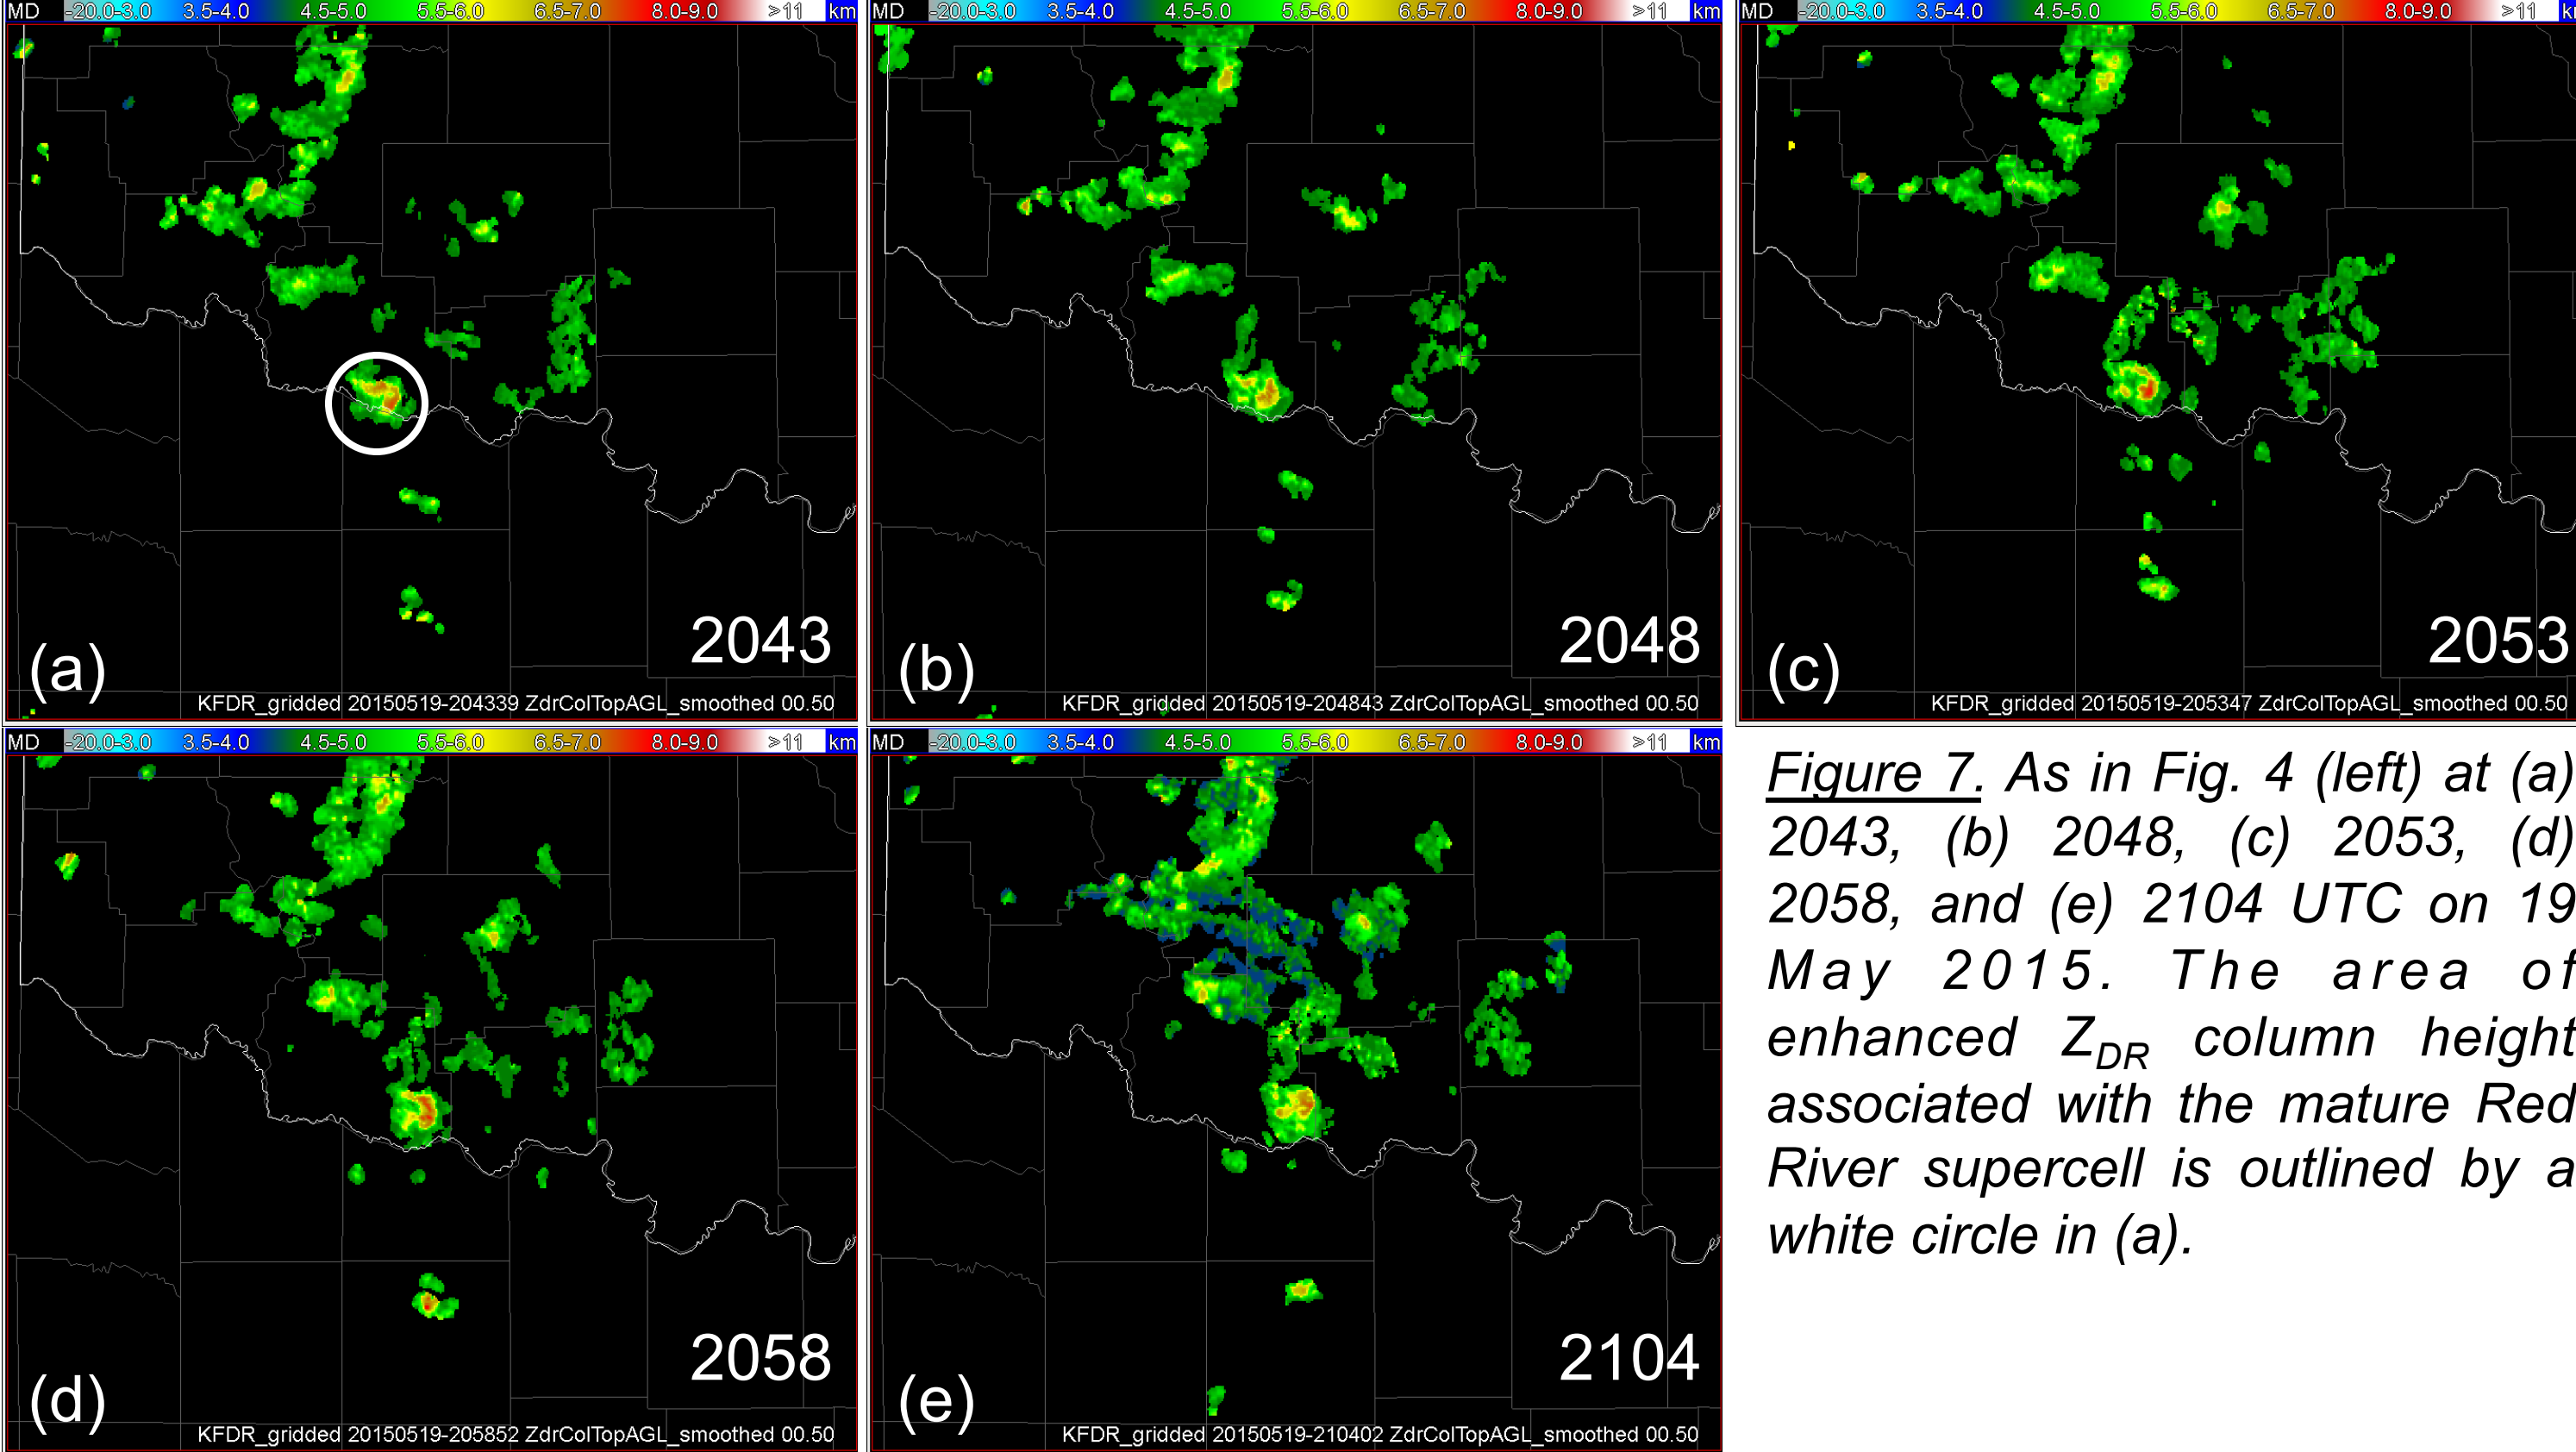 MD -20.0-3.0 3.5-4.0 4.5-5.0 5.5-6.0 6.5-7.0 8.0-9.0 >11 km
(a)
2043
KFDR_gridded 20150519-204339 ZdrColTopAGL_smoothed 00.50
MD -20.0-3.0 3.5-4.0 4.5-5.0 5.5-6.0 6.5-7.0 8.0-9.0 >11 km
(b)
2048
KFDR_gridded 20150519-204843 ZdrColTopAGL_smoothed 00.50
MD -20.0-3.0 3.5-4.0 4.5-5.0 5.5-6.0 6.5-7.0 8.0-9.0 >11
(c)
2053
KFDR_gridded 20150519-205347 ZdrColTopAGL_smoothed 00.50
MD -20.0-3.0 3.5-4.0 4.5-5.0 5.5-6.0 6.5-7.0 8.0-9.0 >11 km
(d)
2058
KFDR_gridded 20150519-205852 ZdrColTopAGL_smoothed 00.50
MD -20.0-3.0 3.5-4.0 4.5-5.0 5.5-6.0 6.5-7.0 8.0-9.0 >11 km
(e)
2104
KFDR_gridded 20150519-210402 ZdrColTopAGL_smoothed 00.50
Figure 7. As in Fig. 4 (left) at (a)
2043, (b) 2048, (c) 2053, (d)
2058, and (e) 2104 UTC on 19
May 2015. The area of
enhanced ZDR column height
associated with the mature Red
River supercell is outlined by a
white circle in (a).